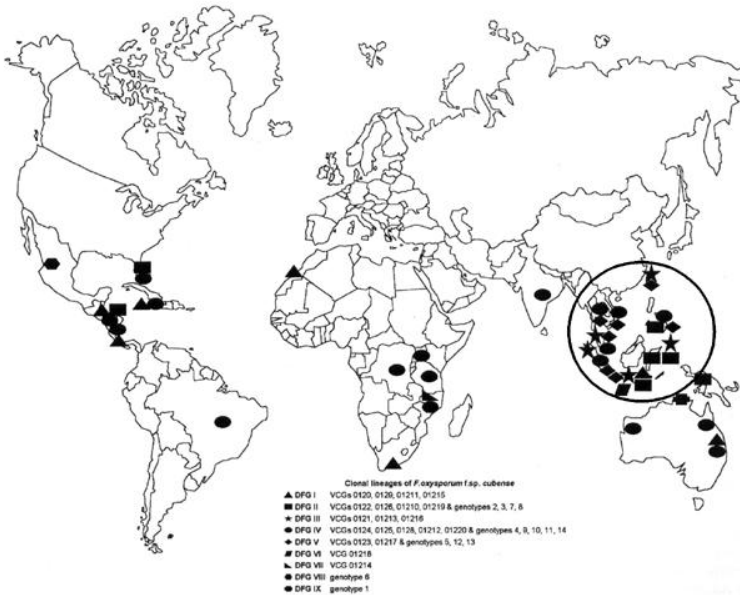 Clonal lineages of F.oxysporum f.sp. cubense
DFG I VCGs 0120, 0129, 01211, 01215
DFG II VCGs 0122, 0126, 01210, 01219 & genotypes 2, 3, 7, 8
DFG III VCGs 0121, 01213, 01216
DFG IV VCGs 0124, 0125, 0128, 01212, 01220 & genotypes 4, 9, 10, 11, 14
DFG V VCGs 0123, 01217 & genotypes 5, 12, 13
DFG VI VCG 01218
DFG VII VCG 01214
DFG VIII genotype 6
DFG IX genotype 1